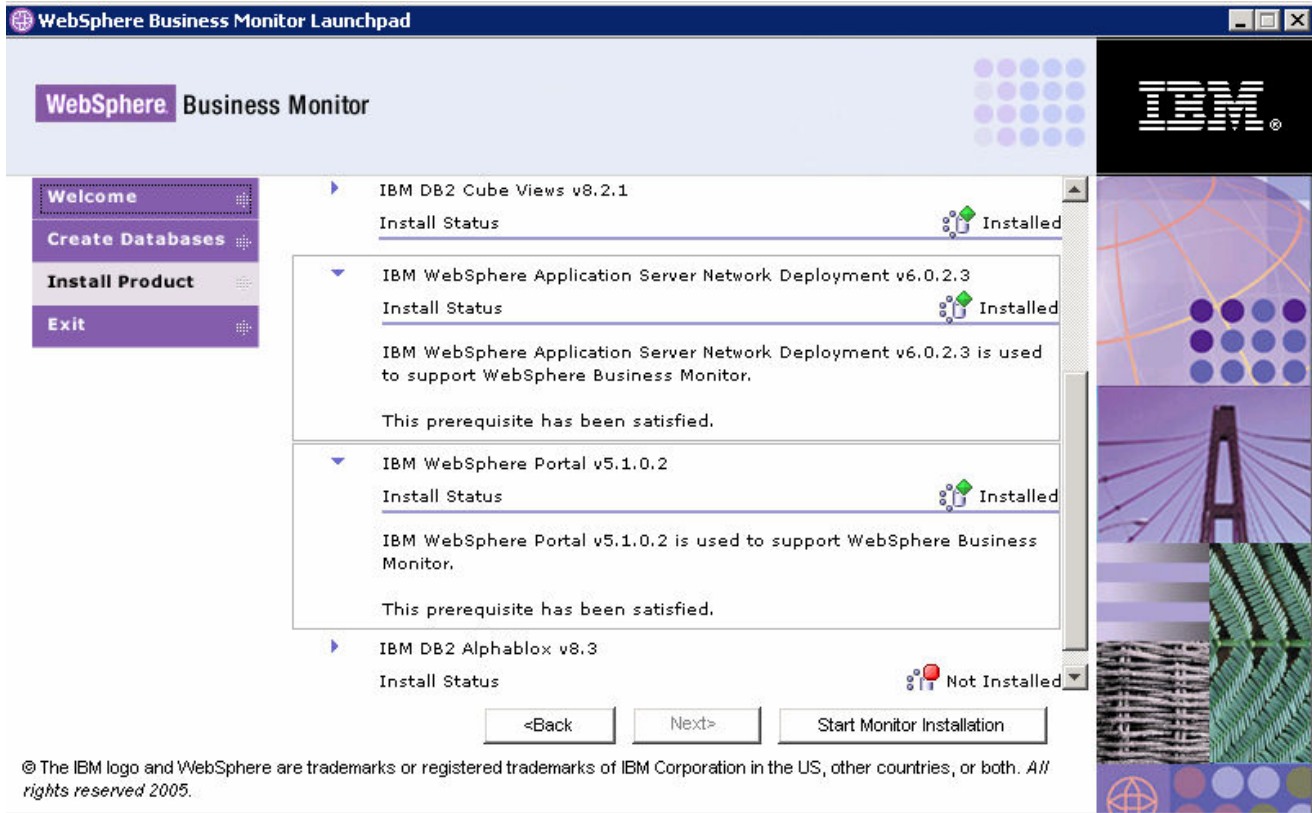 WebSphere Business Monitor Launchpad
WebSphere Business Monitor
IBM®
Welcome
Create Databases
Install Product
Exit
IBM DB2 Cube Views v8.2.1
Install Status Installed
IBM WebSphere Application Server Network Deployment v6.0.2.3
Install Status Installed
IBM WebSphere Application Server Network Deployment v6.0.2.3 is used
to support WebSphere Business Monitor.
This prerequisite has been satisfied.
IBM WebSphere Portal v5.1.0.2
Install Status Installed
IBM WebSphere Portal v5.1.0.2 is used to support WebSphere Business
Monitor.
This prerequisite has been satisfied.
IBM DB2 Alphablox v8.3
Install Status Not Installed
<Back Next> Start Monitor Installation
© The IBM logo and WebSphere are trademarks or registered trademarks of IBM Corporation in the US, other countries, or both. All
rights reserved 2005.